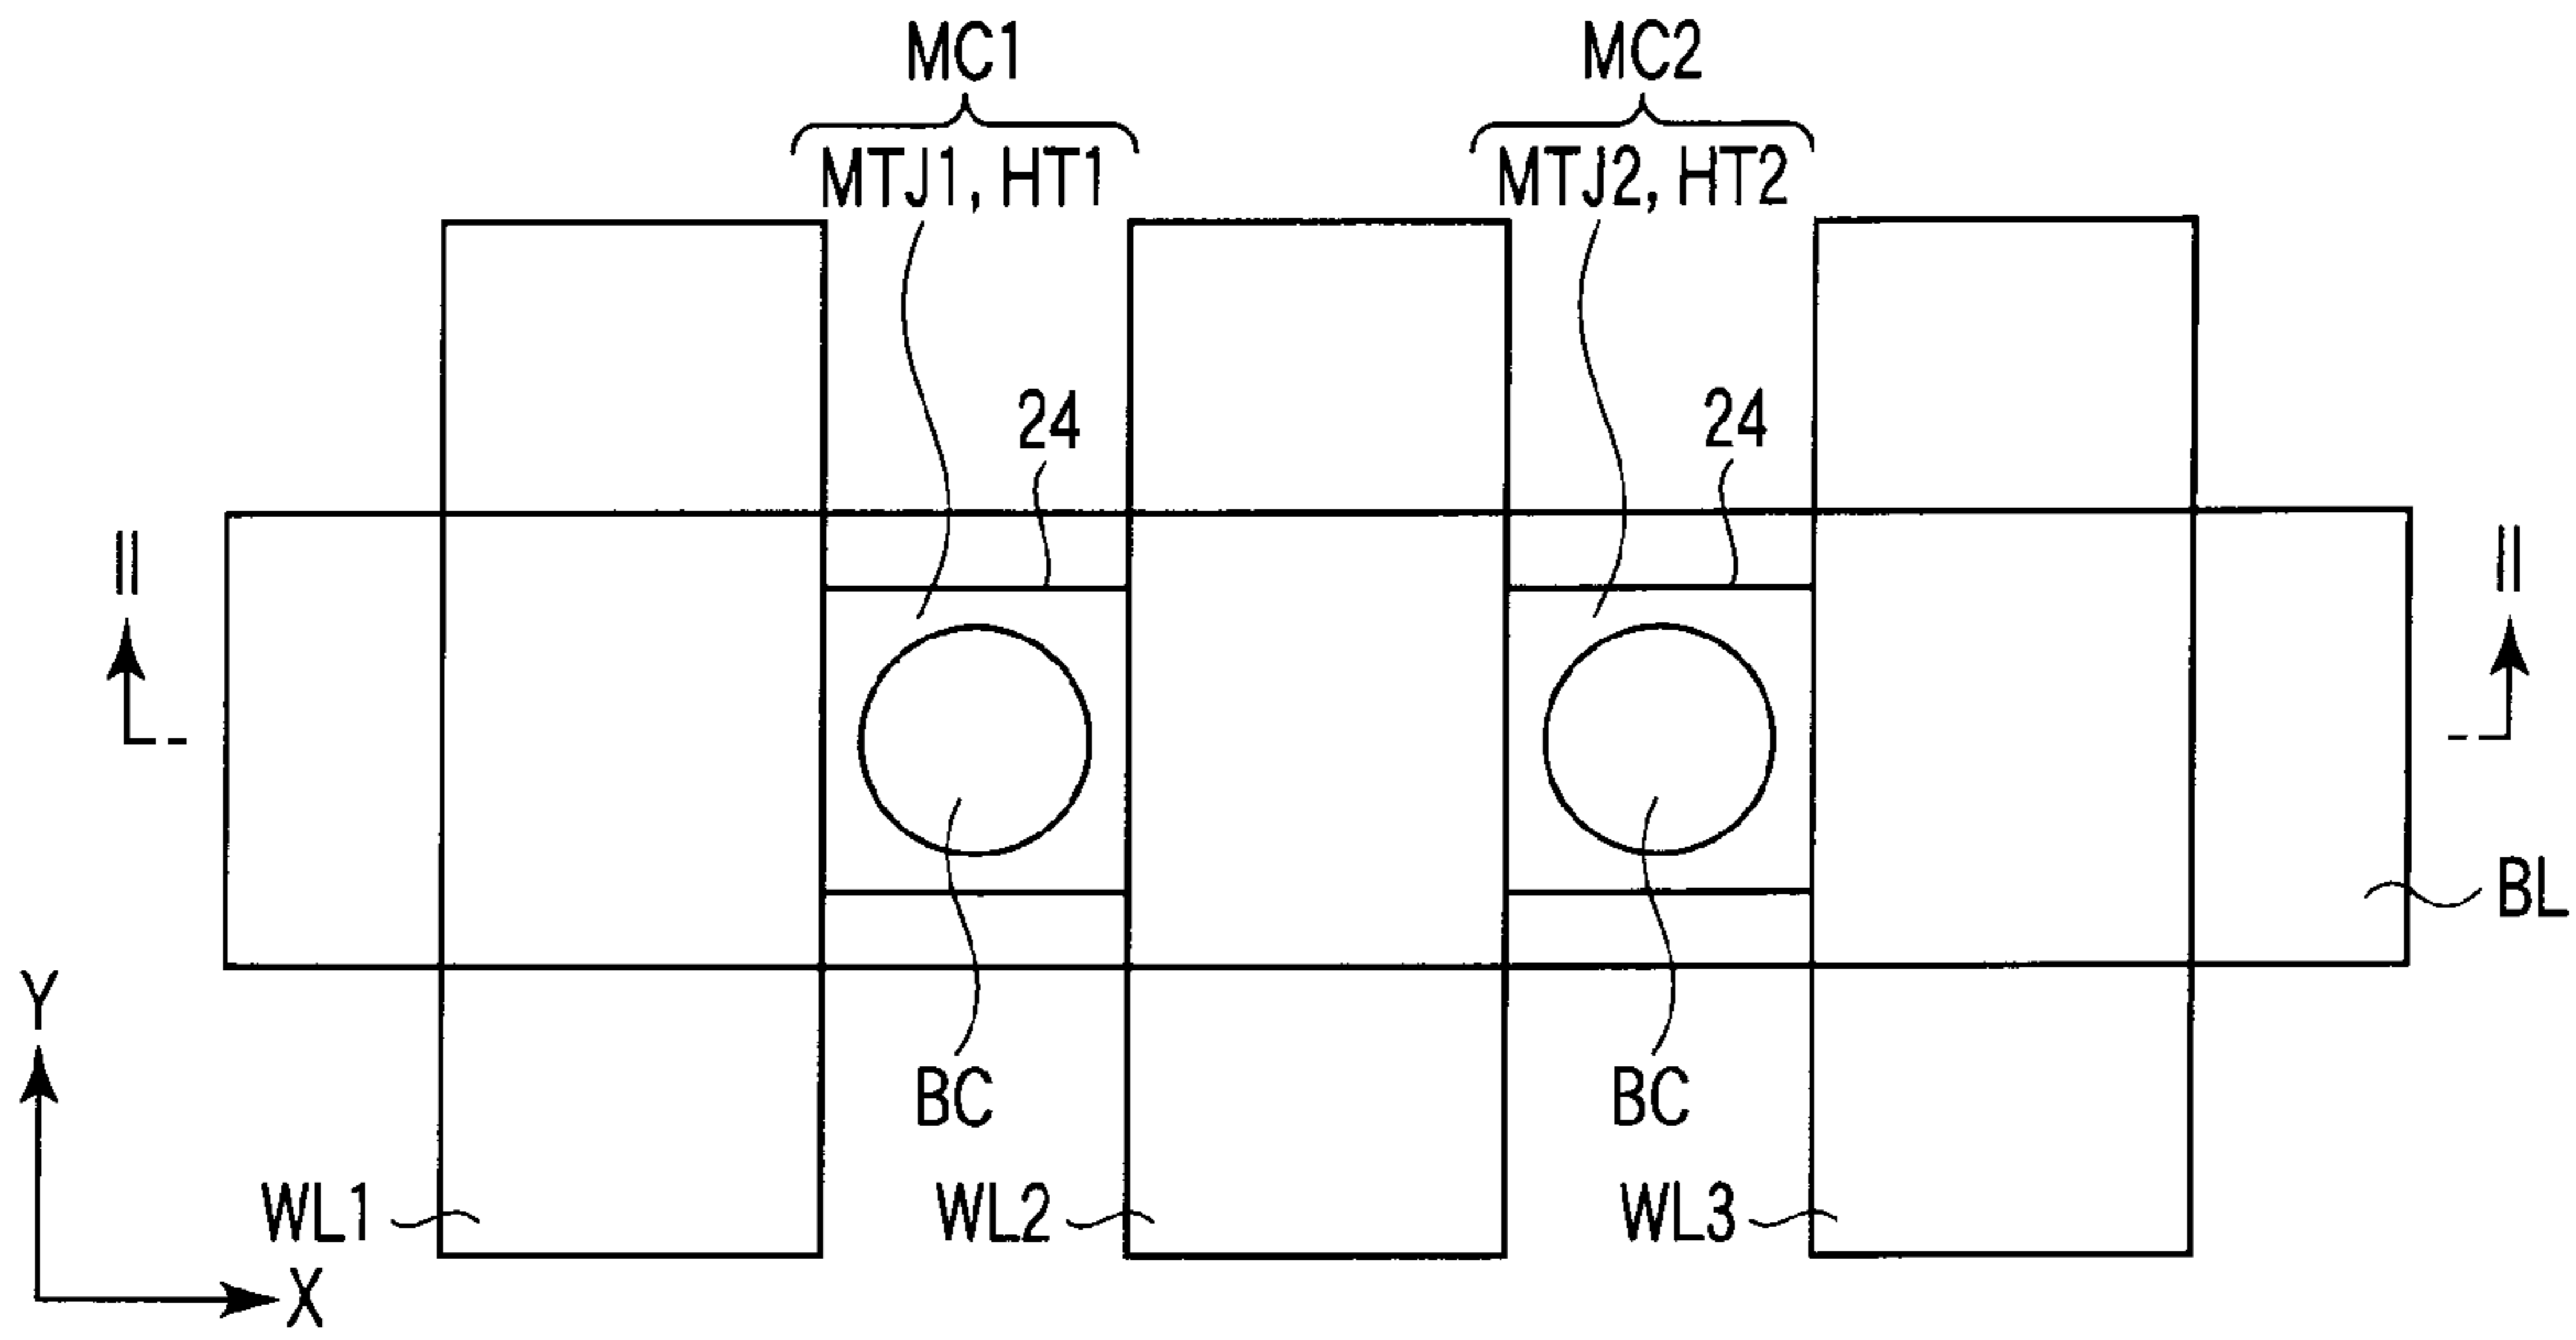 MC1 MC2
MTJ1, HT1 MTJ2, HT2
24 24
II II
BL
Y
BC BC
WL1 WL2 WL3
X